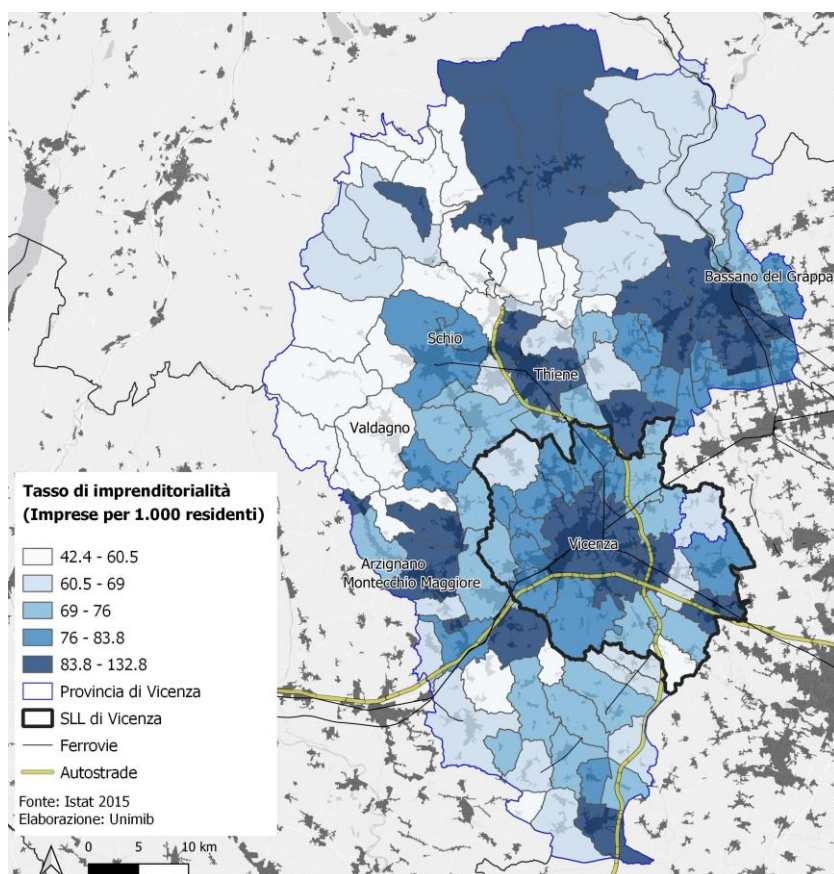 Bassano del Grappa
Schio
Thiene
Valdagno
Vicenza
Arzignano
Montecchio Maggiore
Tasso di imprenditorialità
(Imprese per 1.000 residenti)
42.4 - 60.5
60.5 - 69
69 - 76
76 - 83.8
83.8 - 132.8
Provincia di Vicenza
SLL di Vicenza
Ferrovie
Autostrade
Fonte: Istat 2015
Elaborazione: Unimib
0 5 10 km